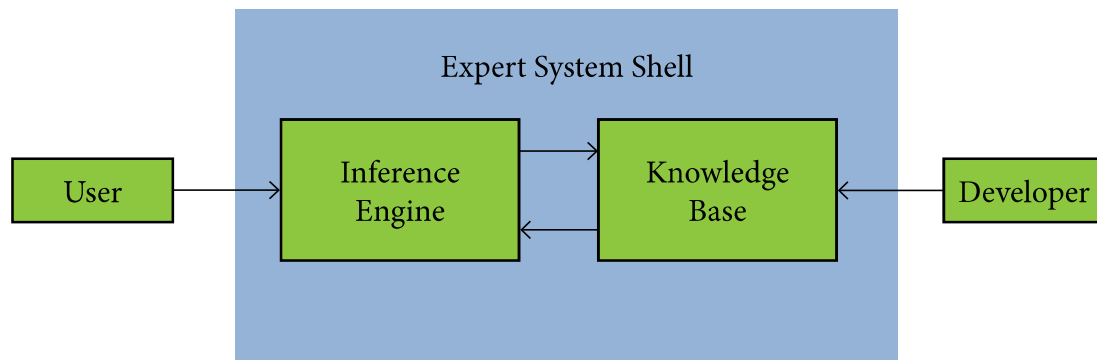 Expert System Shell
User
Inference
Engine
Knowledge
Base
Developer